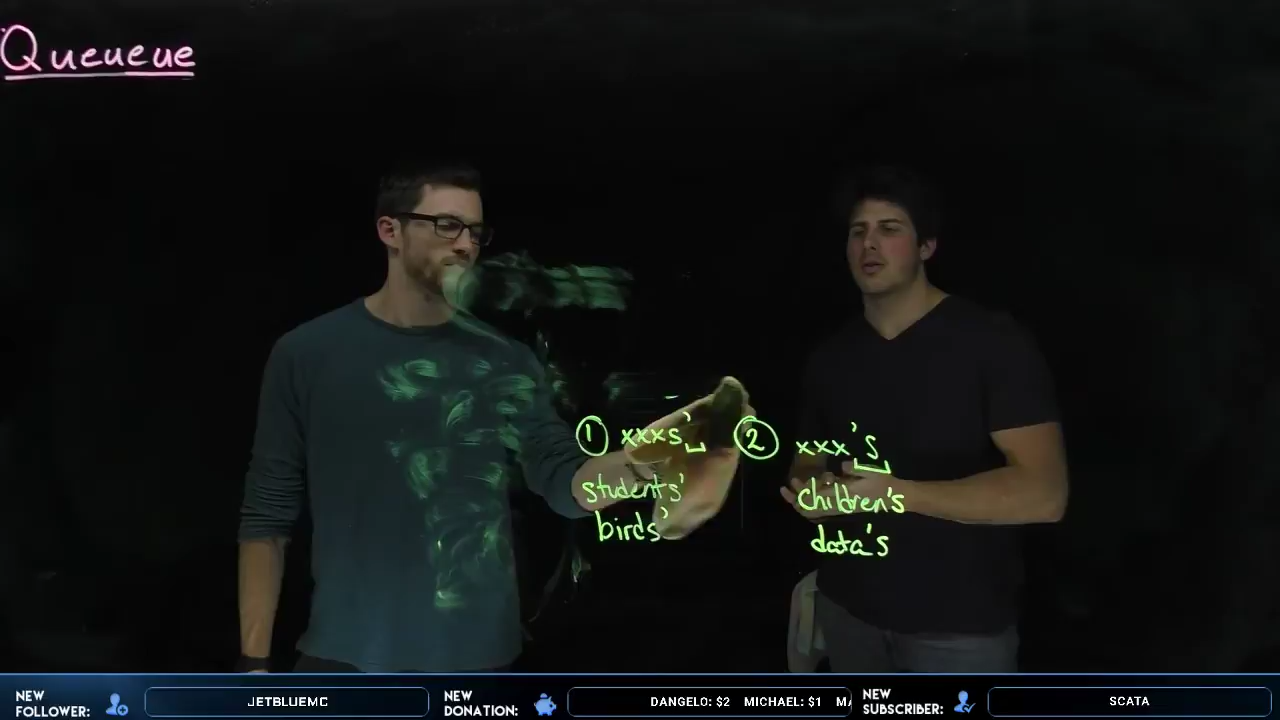 Queueue
① xxxs'
students'
birds'
② xxx's
children's
data's
NEW FOLLOWER: JETBLUEMC
NEW DONATION: DANGELO: $2 MICHAEL: $1 MA
NEW SUBSCRIBER: SCATA